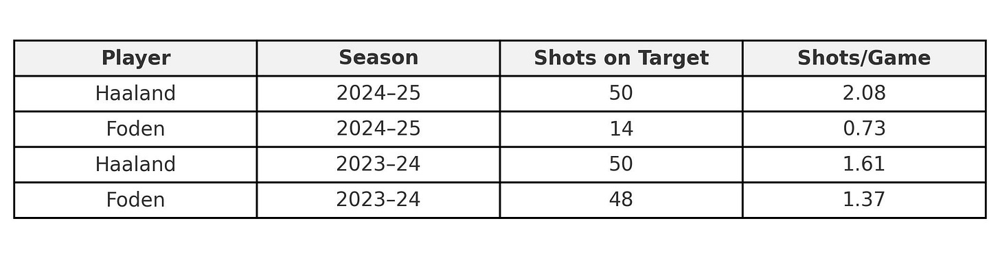 Player Season Shots on Target Shots/Game
Haaland 2024–25 50 2.08
Foden 2024–25 14 0.73
Haaland 2023–24 50 1.61
Foden 2023–24 48 1.37